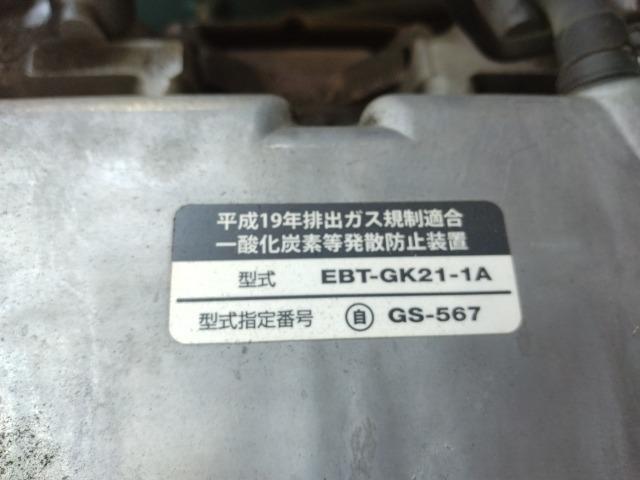 平成19年排出ガス規制適合
一酸化炭素等発散防止装置
型式 EBT-GK21-1A
型式指定番号 ㊀自 GS-567